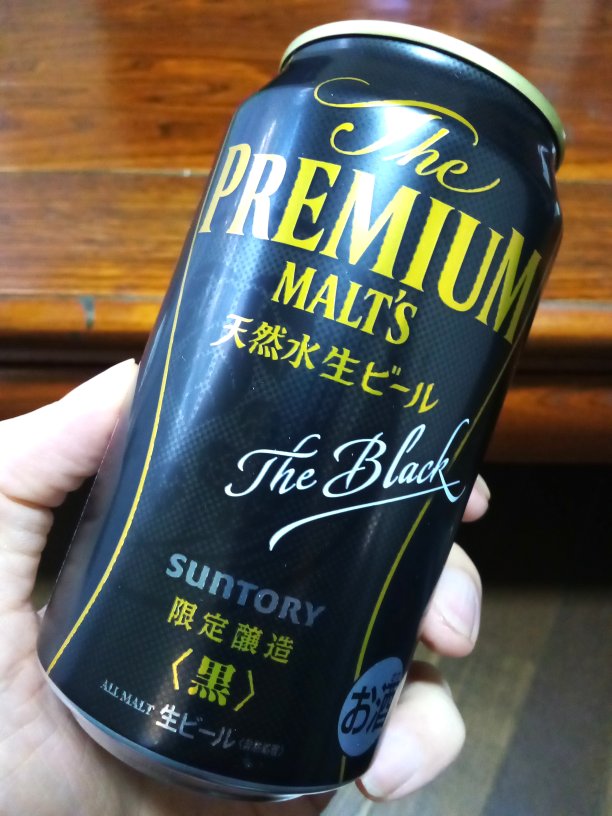 The
PREMIUM
MALT'S
天然水生ビール
The Black
SUNTORY
限定醸造
〈黒〉
ALL MALT 生ビール
お酒